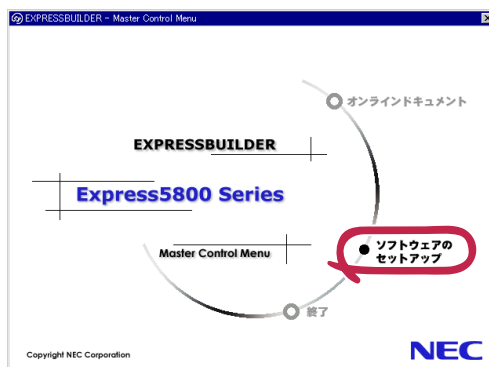 EXPRESSBUILDER - Master Control Menu
オンラインドキュメント
EXPRESSBUILDER
Express5800 Series
ソフトウェアの
セットアップ
Master Control Menu
終了
Copyright NEC Corporation
NEC